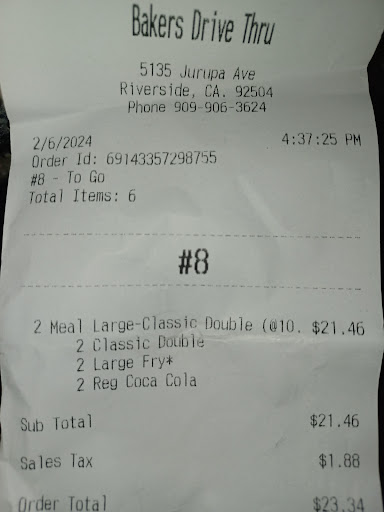 Bakers Drive Thru
5135 Jurupa Ave
Riverside, CA. 92504
Phone 909-906-3624
2/6/2024 4:37:25 PM
Order Id: 69143357298755
#8 - To Go
Total Items: 6
#8
2 Meal Large-Classic Double (@10. $21.46
2 Classic Double
2 Large Fry*
2 Reg Coca Cola
Sub Total $21.46
Sales Tax $1.88
Order Total $23.34